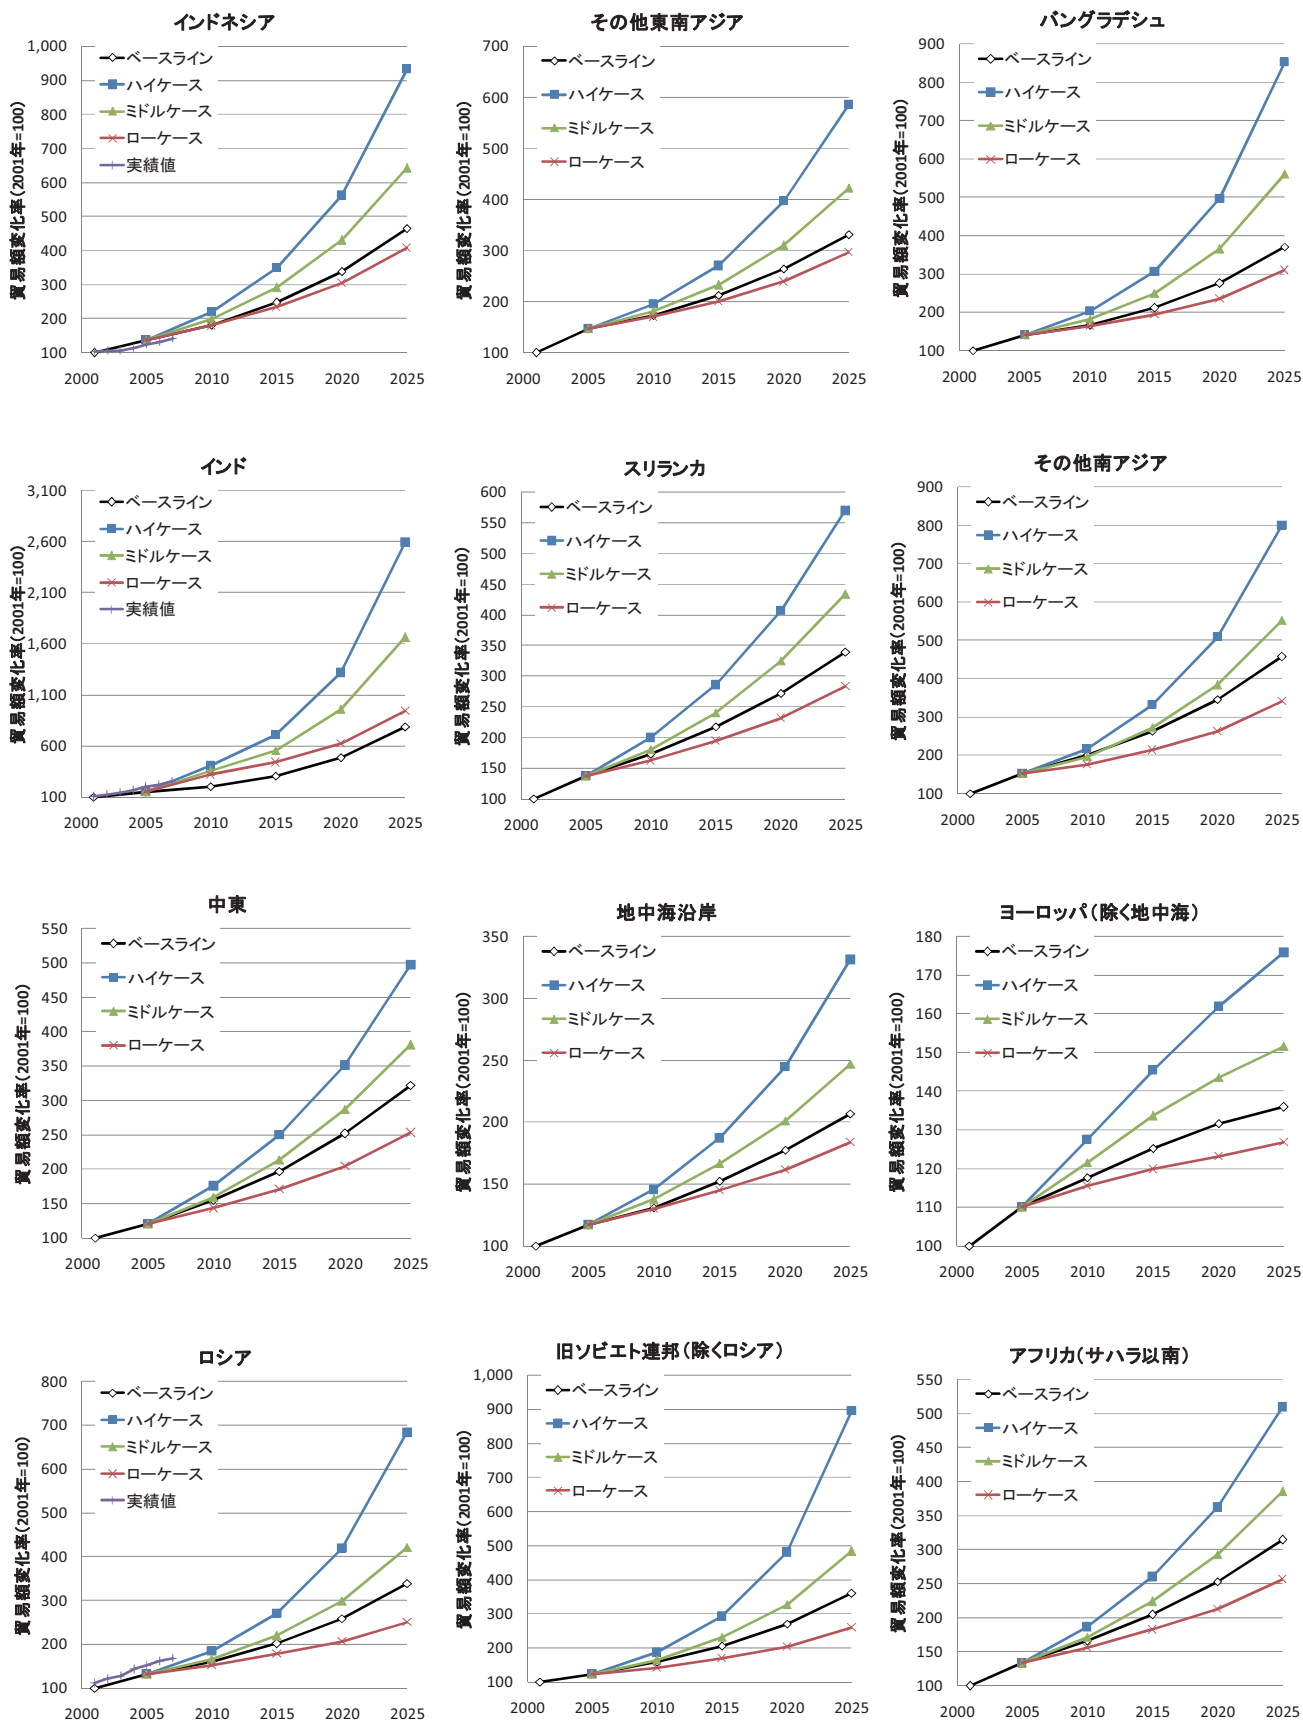 インドネシア
貿易額変化率(2001年=100)
1,000
900
800
700
600
500
400
300
200
100
ベースライン
ハイケース
ミドルケース
ローケース
実績値
2000 2005 2010 2015 2020 2025
その他東南アジア
貿易額変化率(2001年=100)
700
600
500
400
300
200
100
ベースライン
ハイケース
ミドルケース
ローケース
2000 2005 2010 2015 2020 2025
バングラデシュ
貿易額変化率(2001年=100)
900
800
700
600
500
400
300
200
100
ベースライン
ハイケース
ミドルケース
ローケース
2000 2005 2010 2015 2020 2025
インド
貿易額変化率(2001年=100)
3,100
2,600
2,100
1,600
1,100
600
100
ベースライン
ハイケース
ミドルケース
ローケース
実績値
2000 2005 2010 2015 2020 2025
スリランカ
貿易額変化率(2001年=100)
600
550
500
450
400
350
300
250
200
150
100
ベースライン
ハイケース
ミドルケース
ローケース
2000 2005 2010 2015 2020 2025
その他南アジア
貿易額変化率(2001年=100)
900
800
700
600
500
400
300
200
100
ベースライン
ハイケース
ミドルケース
ローケース
2000 2005 2010 2015 2020 2025
中東
貿易額変化率(2001年=100)
550
500
450
400
350
300
250
200
150
100
ベースライン
ハイケース
ミドルケース
ローケース
2000 2005 2010 2015 2020 2025
地中海沿岸
貿易額変化率(2001年=100)
350
300
250
200
150
100
ベースライン
ハイケース
ミドルケース
ローケース
2000 2005 2010 2015 2020 2025
ヨーロッパ(除く地中海)
貿易額変化率(2001年=100)
180
170
160
150
140
130
120
110
100
ベースライン
ハイケース
ミドルケース
ローケース
2000 2005 2010 2015 2020 2025
ロシア
貿易額変化率(2001年=100)
800
700
600
500
400
300
200
100
ベースライン
ハイケース
ミドルケース
ローケース
実績値
2000 2005 2010 2015 2020 2025
旧ソビエト連邦(除くロシア)
貿易額変化率(2001年=100)
1,000
900
800
700
600
500
400
300
200
100
ベースライン
ハイケース
ミドルケース
ローケース
2000 2005 2010 2015 2020 2025
アフリカ(サハラ以南)
貿易額変化率(2001年=100)
550
500
450
400
350
300
250
200
150
100
ベースライン
ハイケース
ミドルケース
ローケース
2000 2005 2010 2015 2020 2025